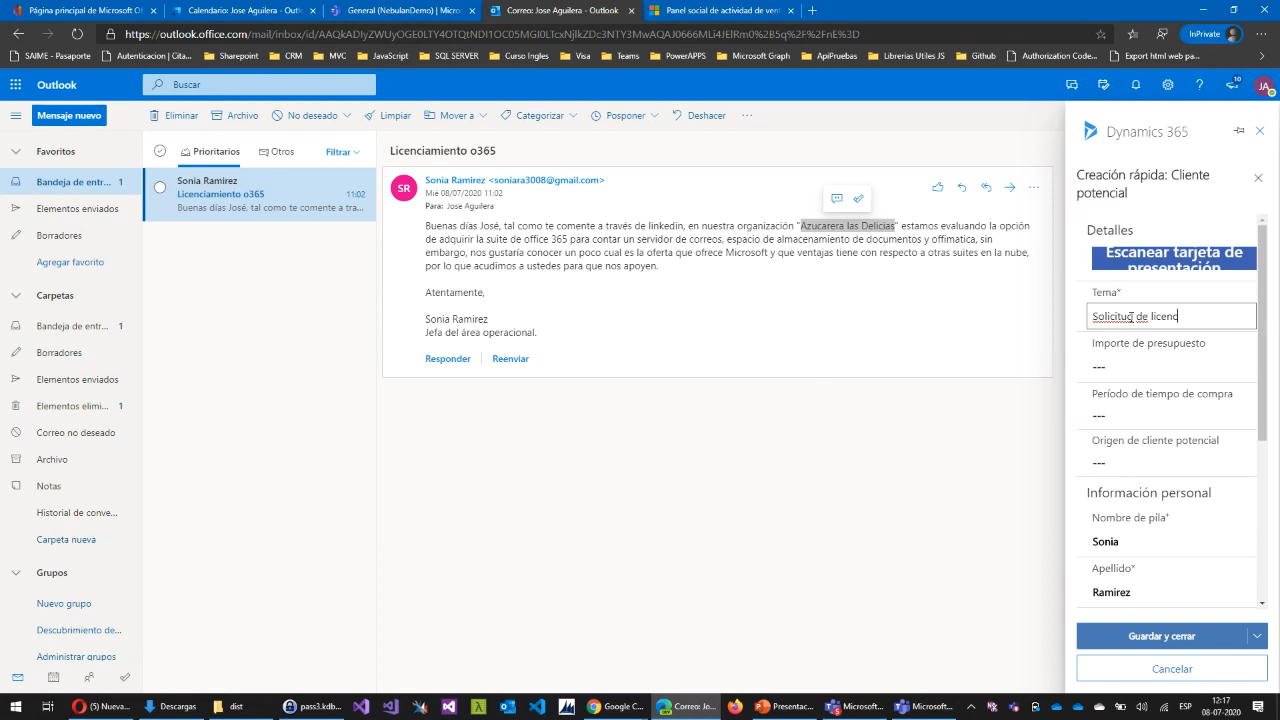 Página principal de Microsoft O
Calendario: Jose Aguilera - Outlo
General (NebulanDemo) | Micros
Correo: Jose Aguilera - Outlook
Panel social de actividad de vent
https://outlook.office.com/mail/inbox/id/
InPrivate
SAIME - Pasaporte
Autenticacion | Cita...
Sharepoint
CRM
MVC
JavaScript
SQL SERVER
Curso Ingles
Visa
Teams
PowerAPPS
Microsoft Graph
ApiPruebas
Librerias Utiles JS
Github
Authorization Code...
Export html web pa...
Outlook
Buscar
10
JA
Mensaje nuevo
Eliminar
Archivo
No deseado
Limpiar
Mover a
Categorizar
Posponer
Deshacer
Favoritos
Bandeja de entr... 1
Elementos enviados
Borradores
Agregar favorito
Carpetas
Bandeja de entr... 1
Borradores
Elementos enviados
Elementos elimi... 1
Correo no deseado
Archivo
Notas
Historial de conve...
Carpeta nueva
Grupos
Nuevo grupo
Descubrimiento de...
Administrar grupos
Prioritarios
Otros
Filtrar
Sonia Ramirez
Licenciamiento o365
11:02
Buenas días José, tal como te comente a tra...
Licenciamiento o365
SR
Sonia Ramirez <soniara3008@gmail.com>
Mié 08/07/2020 11:02
Para: Jose Aguilera
Buenas días José, tal como te comente a través de linkedin, en nuestra organización "Azucarera las Delicias" estamos evaluando la opción
de adquirir la suite de office 365 para contar un servidor de correos, espacio de almacenamiento de documentos y offimatica, sin
embargo, nos gustaría conocer un poco cual es la oferta que ofrece Microsoft y que ventajas tiene con respecto a otras suites en la nube,
por lo que acudimos a ustedes para que nos apoyen.
Atentamente,
Sonia Ramirez
Jefa del área operacional.
Responder
Reenviar
Dynamics 365
Creación rápida: Cliente
potencial
Detalles
Escanear tarjeta de
presentación
Tema*
Solicitud de licenc
Importe de presupuesto
---
Período de tiempo de compra
---
Origen de cliente potencial
---
Información personal
Nombre de pila*
Sonia
Apellido*
Ramirez
Guardar y cerrar
Cancelar
(5) Nueva...
Descargas
dist
pass3.kdb...
Google C...
Correo: Jo...
Presentac...
Microsoft...
Microsoft...
ESP
12:17
08-07-2020